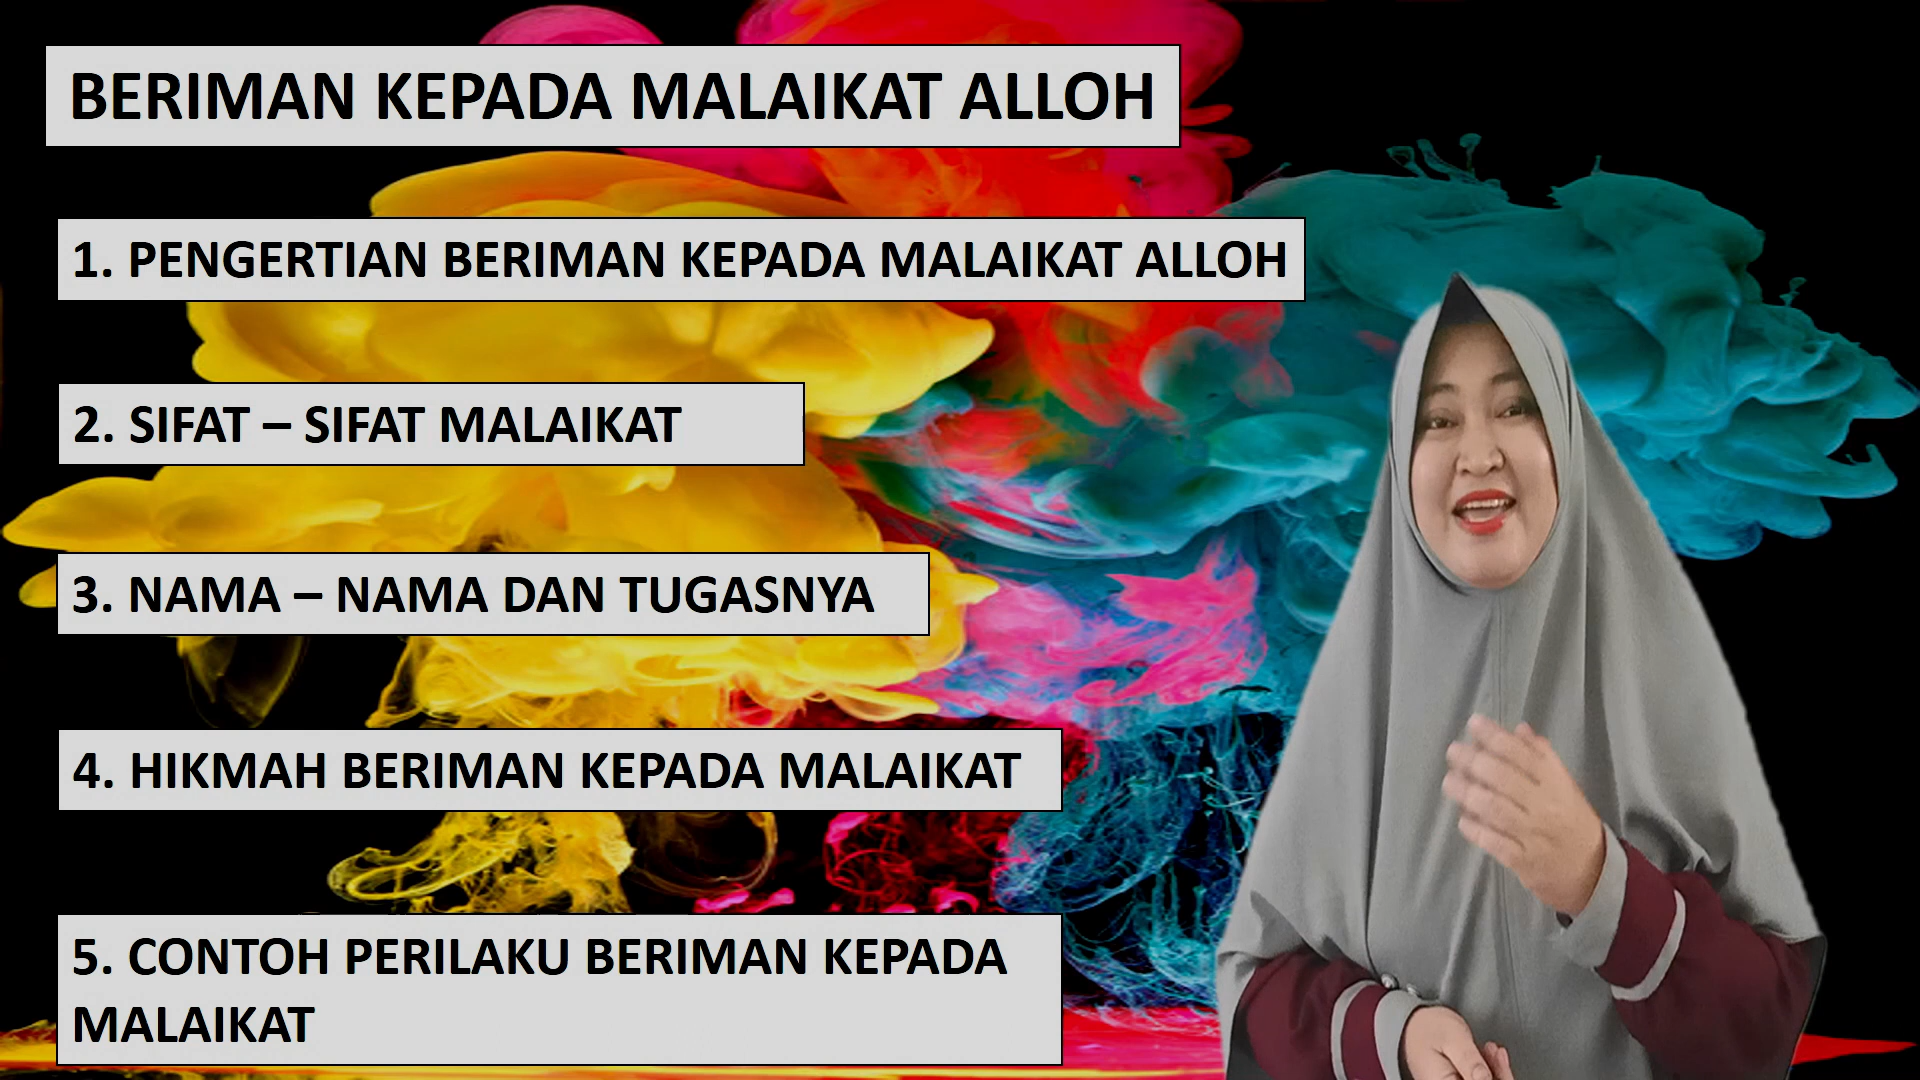 BERIMAN KEPADA MALAIKAT ALLOH
1. PENGERTIAN BERIMAN KEPADA MALAIKAT ALLOH
2. SIFAT – SIFAT MALAIKAT
3. NAMA – NAMA DAN TUGASNYA
4. HIKMAH BERIMAN KEPADA MALAIKAT
5. CONTOH PERILAKU BERIMAN KEPADA
MALAIKAT